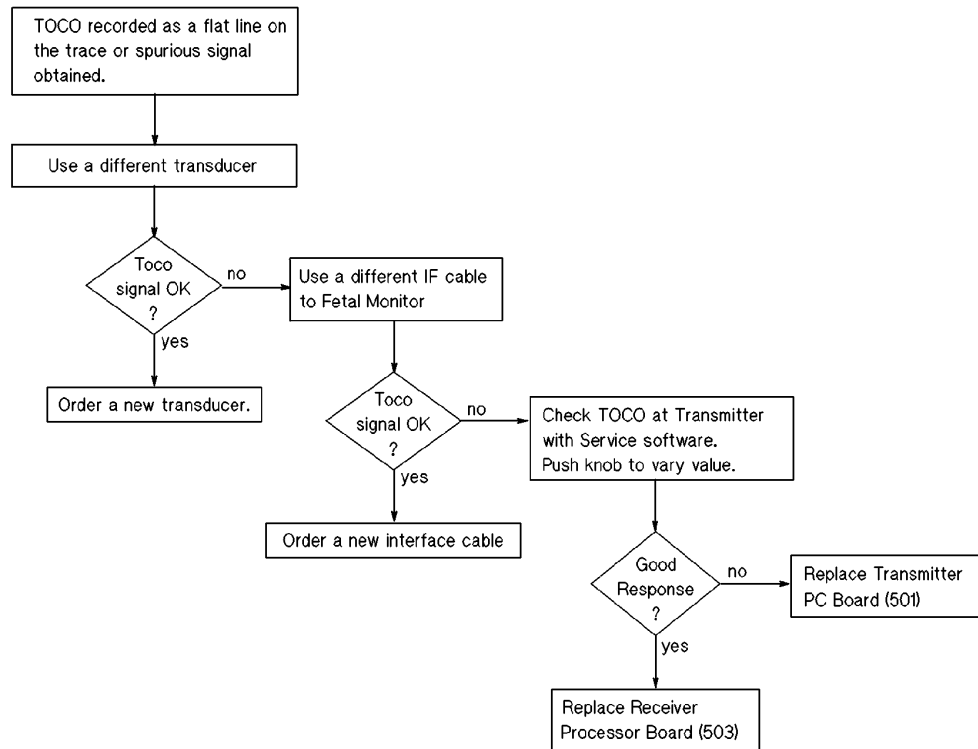 TOCO recorded as a flat line on
the trace or spurious signal
obtained.
Use a different transducer
Toco
signal OK
?
no
yes
Use a different IF cable
to Fetal Monitor
Order a new transducer.
Toco
signal OK
?
no
yes
Check TOCO at Transmitter
with Service software.
Push knob to vary value.
Order a new interface cable
Good
Response
?
no
yes
Replace Transmitter
PC Board (501)
Replace Receiver
Processor Board (503)